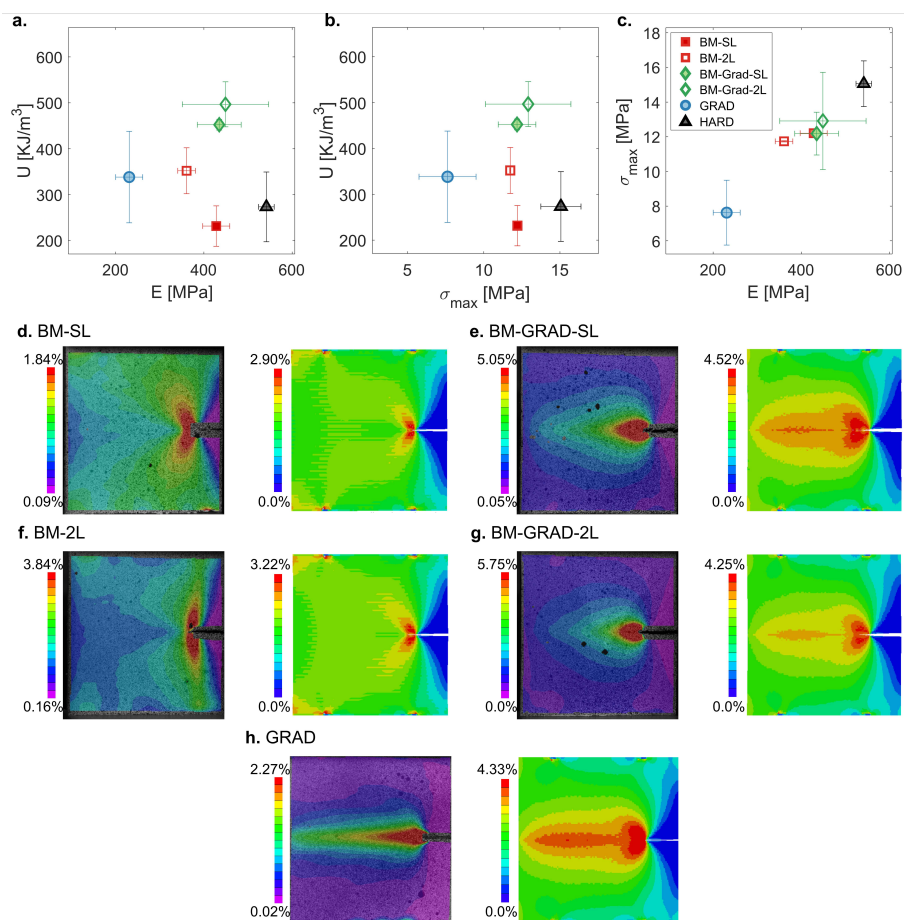 a.
b.
c.
U [KJ/m³]
600
500
400
300
200
200
400
600
E [MPa]
U [KJ/m³]
600
500
400
300
200
5
10
15
σmax [MPa]
σmax [MPa]
18
16
14
12
10
8
6
200
400
600
E [MPa]
BM-SL
BM-2L
BM-Grad-SL
BM-Grad-2L
GRAD
HARD
d. BM-SL
1.84%
0.09%
2.90%
0.0%
e. BM-GRAD-SL
5.05%
0.05%
4.52%
0.0%
f. BM-2L
3.84%
0.16%
3.22%
0.0%
g. BM-GRAD-2L
5.75%
0.07%
4.25%
0.0%
h. GRAD
2.27%
0.02%
4.33%
0.0%